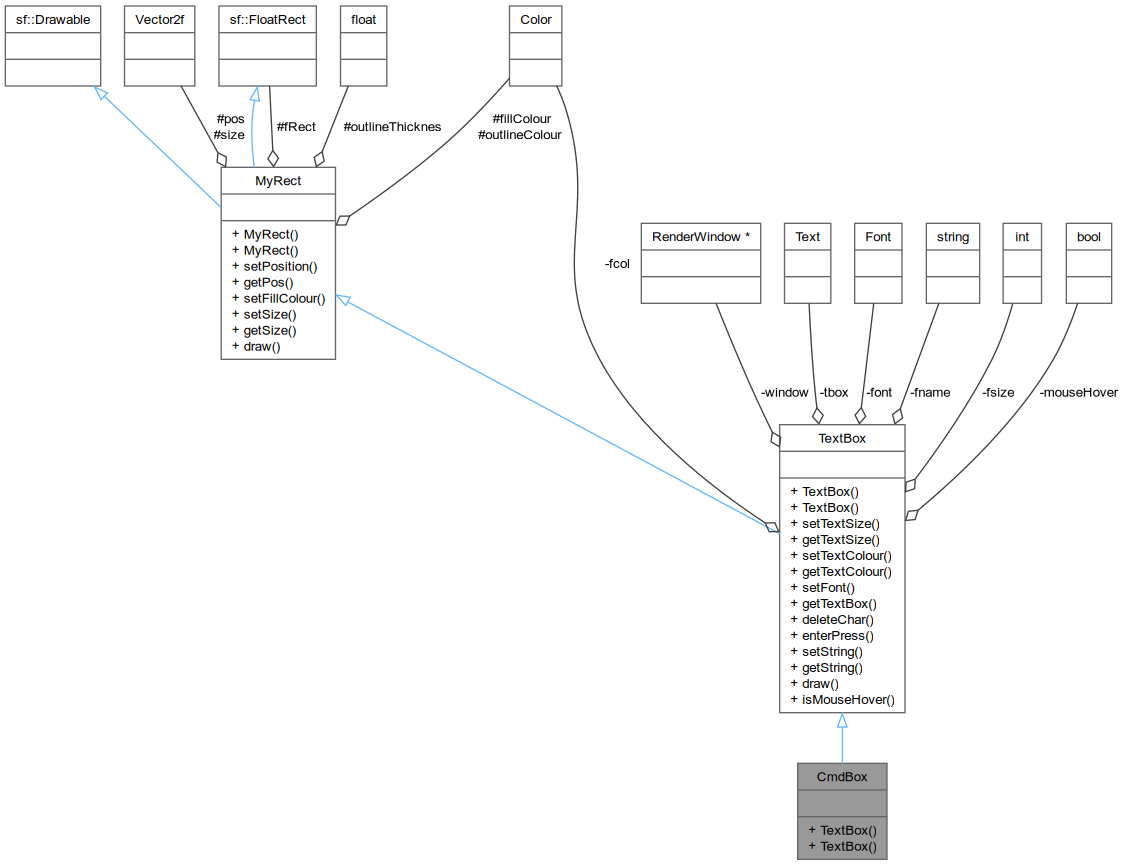 sf::Drawable
Vector2f
sf::FloatRect
float
Color
#pos
#size
#fRect
#outlineThicknes
#fillColour
#outlineColour
MyRect
+ MyRect()
+ MyRect()
+ setPosition()
+ getPos()
+ setFillColour()
+ setSize()
+ getSize()
+ draw()
-fcol
RenderWindow *
Text
Font
string
int
bool
-window
-tbox
-font
-fname
-fsize
-mouseHover
TextBox
+ TextBox()
+ TextBox()
+ setTextSize()
+ getTextSize()
+ setTextColour()
+ getTextColour()
+ setFont()
+ getTextBox()
+ deleteChar()
+ enterPress()
+ setString()
+ getString()
+ draw()
+ isMouseHover()
CmdBox
+ TextBox()
+ TextBox()